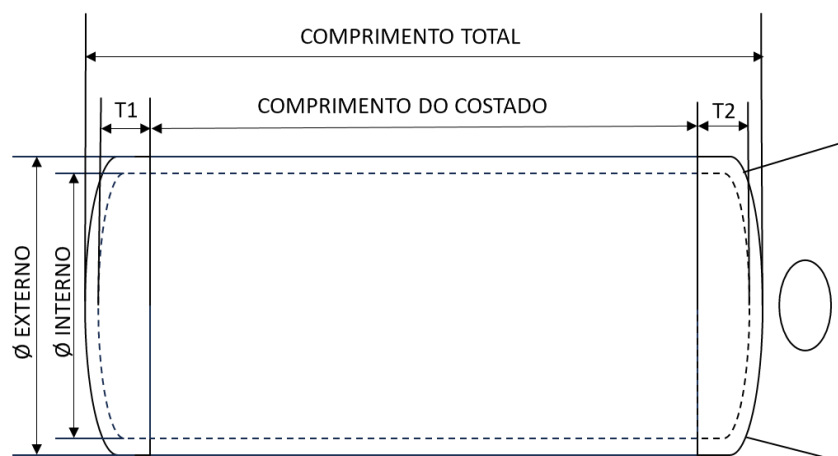 COMPRIMENTO TOTAL
T1
COMPRIMENTO DO COSTADO
T2
Ø EXTERNO
Ø INTERNO